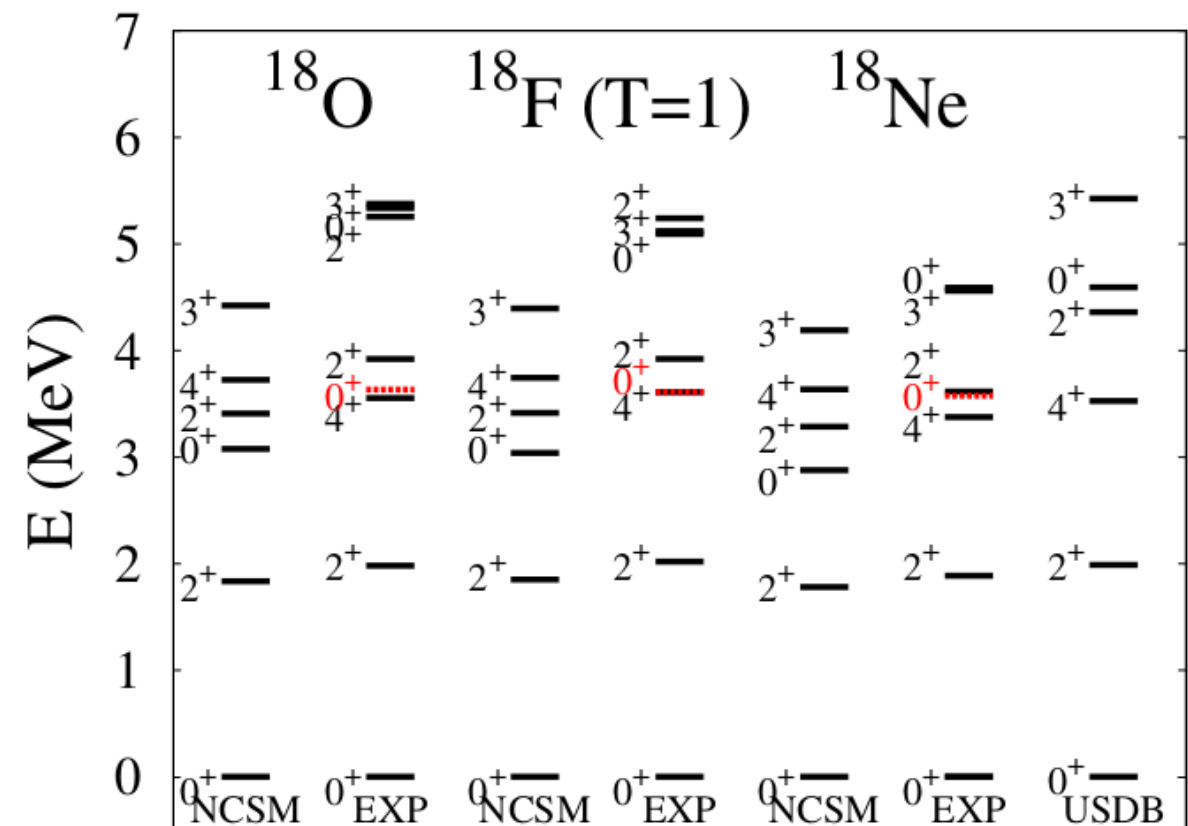 7
¹⁸O ¹⁸F (T=1) ¹⁸Ne
6
3⁺ 2⁺ 3⁺
0⁺ 3⁺
2⁺ 0⁺
5
0⁺ 0⁺
3⁺ 3⁺ 3⁺ 3⁺ 2⁺
4
2⁺ 2⁺ 2⁺
4⁺ 0⁺ 4⁺ 0⁺ 4⁺ 0⁺ 4⁺
2⁺ 4⁺ 2⁺ 4⁺ 2⁺ 4⁺
0⁺ 0⁺ 0⁺
3
E (MeV)
2
2⁺ 2⁺ 2⁺ 2⁺ 2⁺ 2⁺ 2⁺
1
0
0⁺ 0⁺ 0⁺ 0⁺ 0⁺ 0⁺ 0⁺
NCSM EXP NCSM EXP NCSM EXP USDB